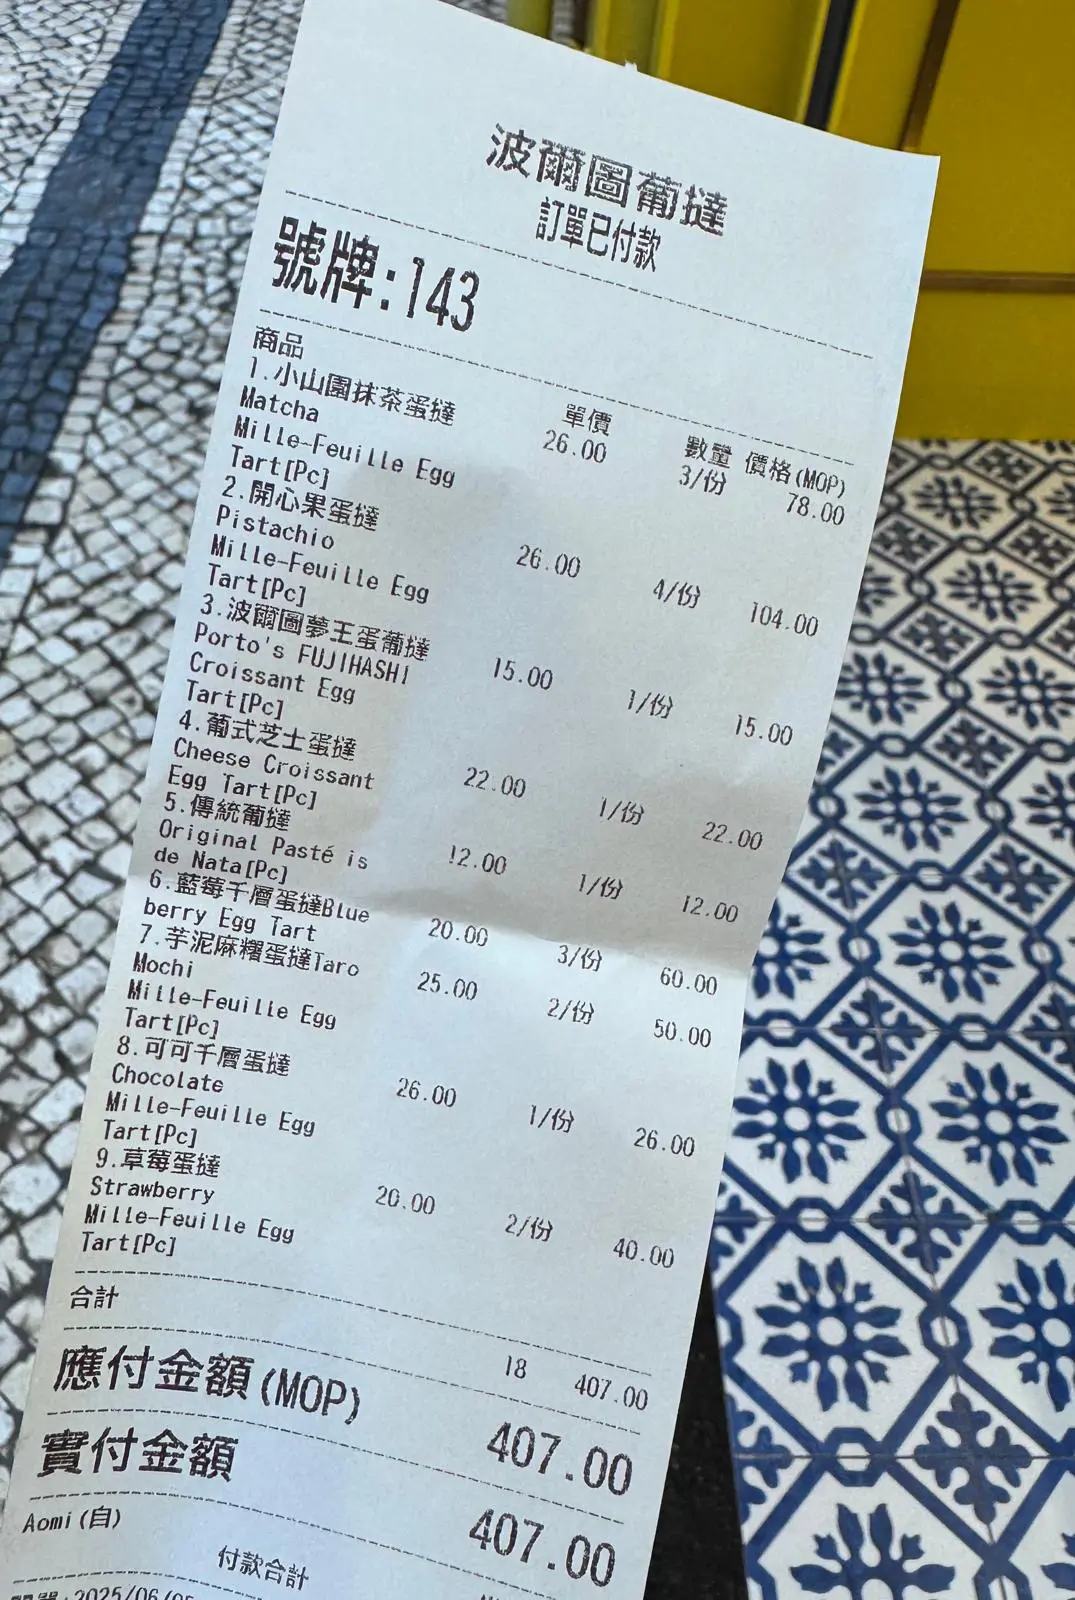 波爾圖葡撻
訂單已付款
號牌:143
商品 單價 數量 價格(MOP)
1.小山園抹茶蛋撻 26.00 3/份 78.00
Matcha
Mille-Feuille Egg
Tart[Pc]
2.開心果蛋撻 26.00 4/份 104.00
Pistachio
Mille-Feuille Egg
Tart[Pc]
3.波爾圖夢王蛋葡撻 15.00 1/份 15.00
Porto's FUJIHASHI
Croissant Egg
Tart[Pc]
4.葡式芝士蛋撻 22.00 1/份 22.00
Cheese Croissant
Egg Tart[Pc]
5.傳統葡撻 12.00 1/份 12.00
Original Pasté is
de Nata[Pc]
6.藍莓千層蛋撻Blue 20.00 3/份 60.00
berry Egg Tart
7.芋泥麻糬蛋撻Taro 25.00 2/份 50.00
Mochi
Mille-Feuille Egg
Tart[Pc]
8.可可千層蛋撻 26.00 1/份 26.00
Chocolate
Mille-Feuille Egg
Tart[Pc]
9.草莓蛋撻 20.00 2/份 40.00
Strawberry
Mille-Feuille Egg
Tart[Pc]
合計 18 407.00
應付金額(MOP) 407.00
實付金額 407.00
Aomi(自)
付款合計